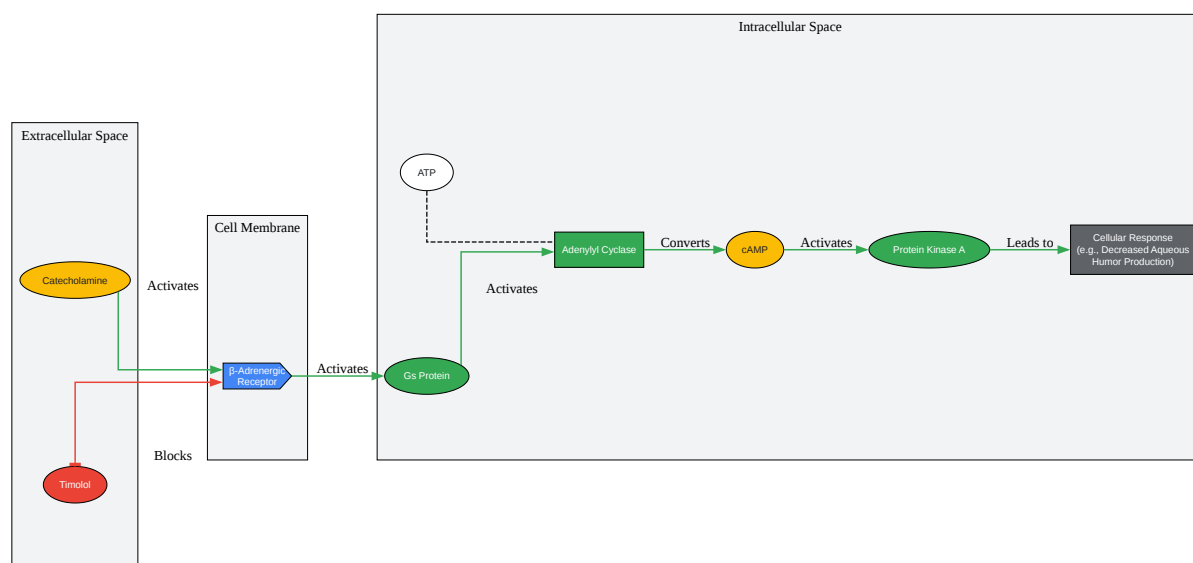 Intracellular Space
Extracellular Space
ATP
Cell Membrane
Adenylyl Cyclase
Converts
cAMP
Activates
Protein Kinase A
Leads to
Cellular Response
(e.g., Decreased Aqueous
Humor Production)
Catecholamine
Activates
Activates
β-Adrenergic
Receptor
Activates
Gs Protein
Blocks
Timolol